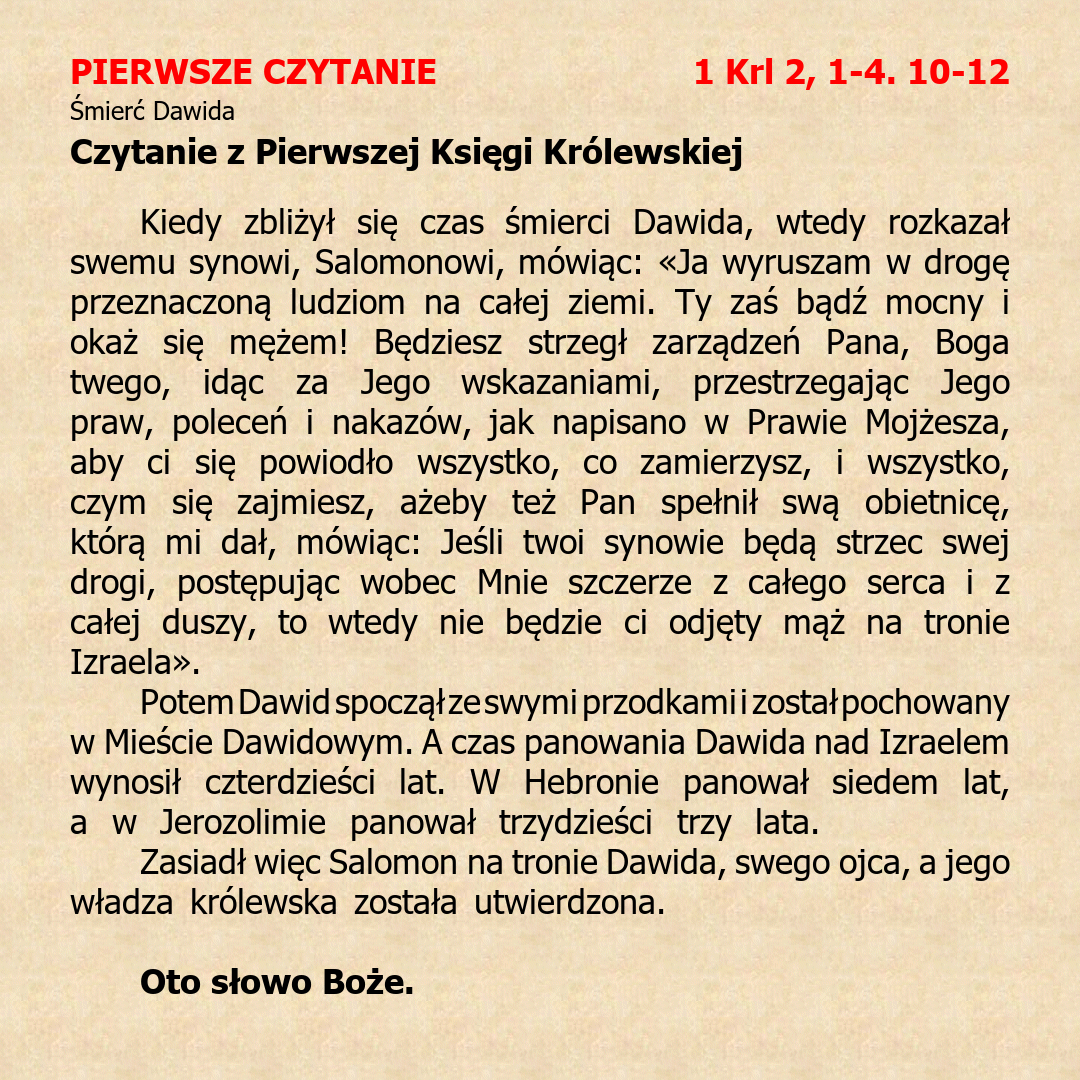 PIERWSZE CZYTANIE 1 Krl 2, 1-4. 10-12
Śmierć Dawida
Czytanie z Pierwszej Księgi Królewskiej
Kiedy zbliżył się czas śmierci Dawida, wtedy rozkazał
swemu synowi, Salomonowi, mówiąc: «Ja wyruszam w drogę
przeznaczoną ludziom na całej ziemi. Ty zaś bądź mocny i
okaż się mężem! Będziesz strzegł zarządzeń Pana, Boga
twego, idąc za Jego wskazaniami, przestrzegając Jego
praw, poleceń i nakazów, jak napisano w Prawie Mojżesza,
aby ci się powiodło wszystko, co zamierzysz, i wszystko,
czym się zajmiesz, ażeby też Pan spełnił swą obietnicę,
którą mi dał, mówiąc: Jeśli twoi synowie będą strzec swej
drogi, postępując wobec Mnie szczerze z całego serca i z
całej duszy, to wtedy nie będzie ci odjęty mąż na tronie
Izraela».
Potem Dawid spoczął ze swymi przodkami i został pochowany
w Mieście Dawidowym. A czas panowania Dawida nad Izraelem
wynosił czterdzieści lat. W Hebronie panował siedem lat,
a w Jerozolimie panował trzydzieści trzy lata.
Zasiadł więc Salomon na tronie Dawida, swego ojca, a jego
władza królewska została utwierdzona.
Oto słowo Boże.